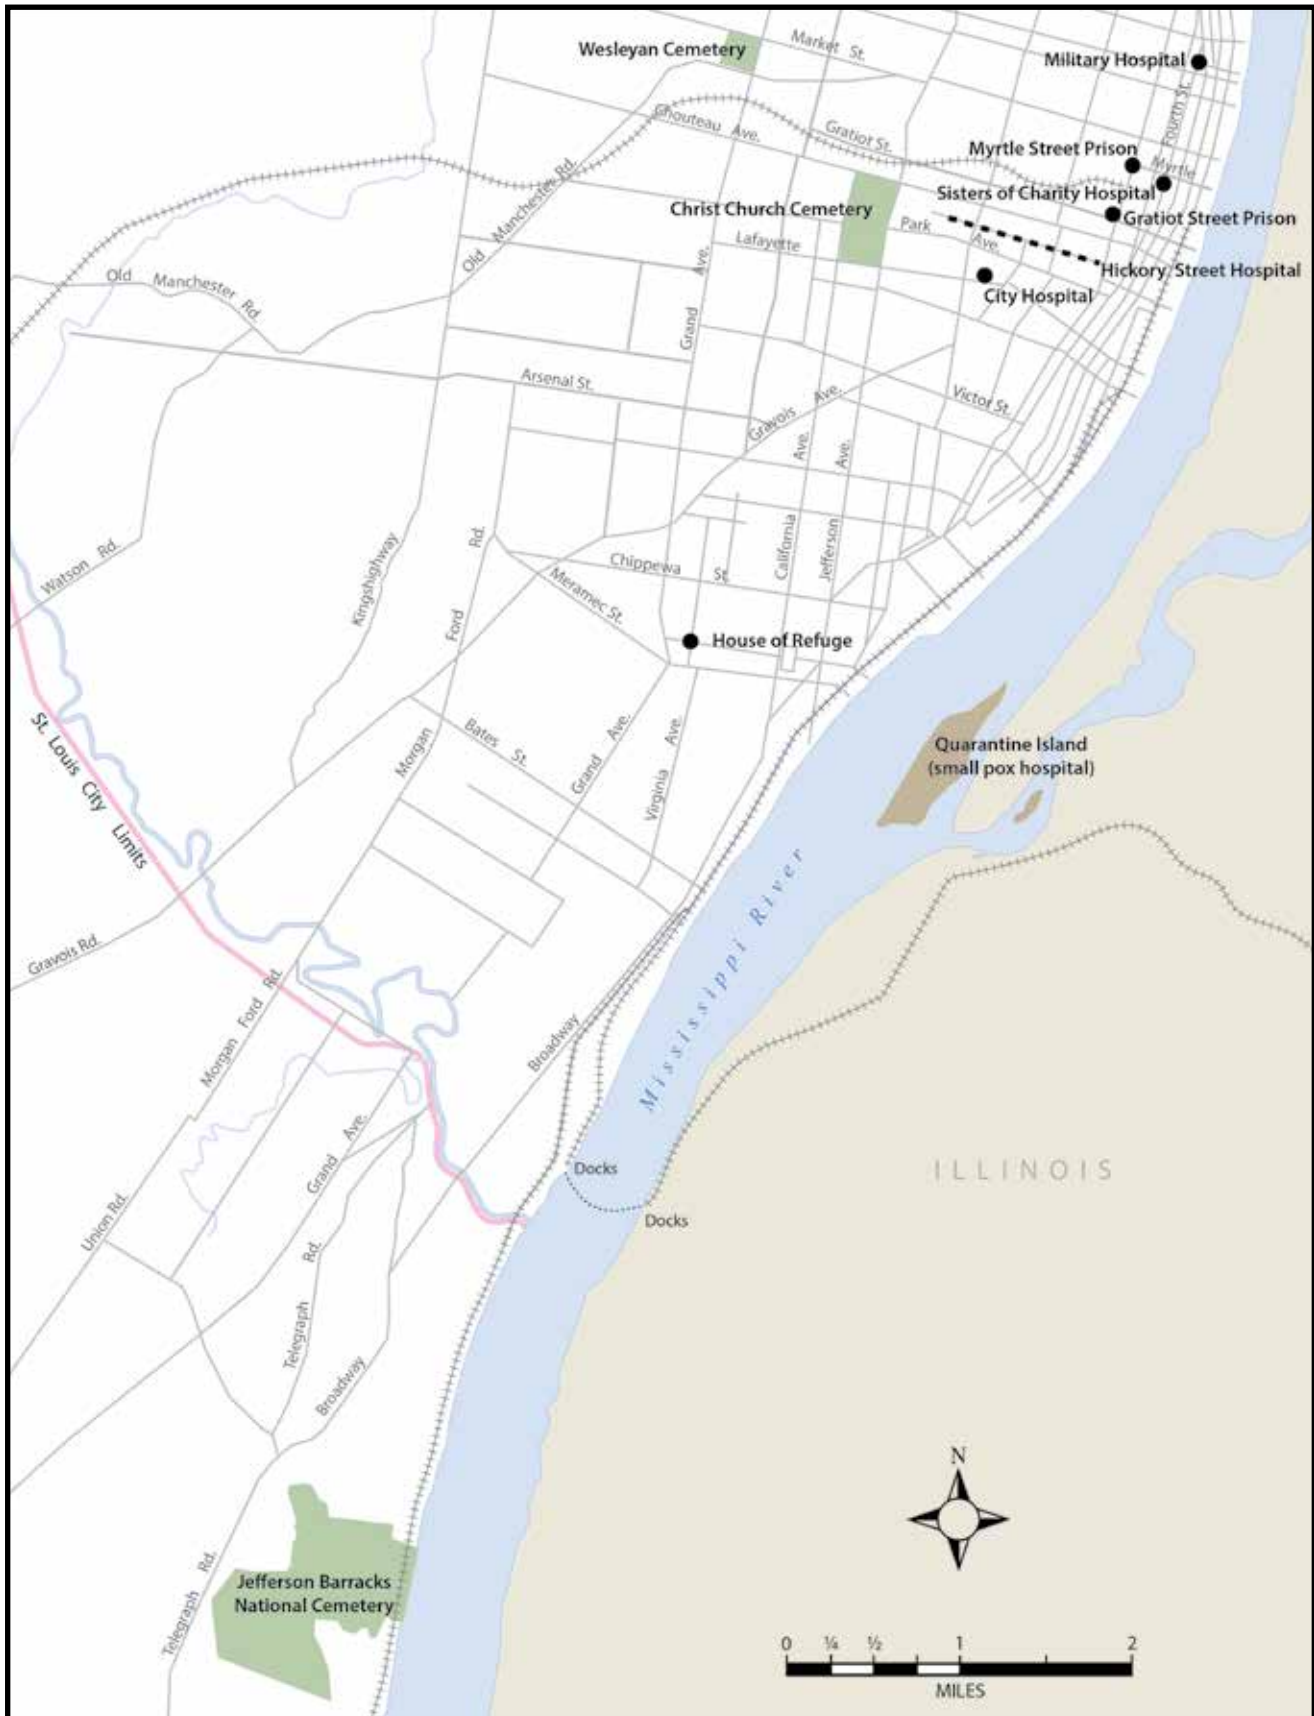 Wesleyan Cemetery
Market St.
Military Hospital
Fourth St.
Chouteau Ave.
Gratiot St.
Myrtle Street Prison
Myrtle
Old Manchester Rd.
Sisters of Charity Hospital
Christ Church Cemetery
Gratiot Street Prison
Park Ave.
Lafayette
Hickory Street Hospital
City Hospital
Old Manchester Rd.
Grand Ave.
Arsenal St.
Gravois Ave.
Victor St.
California Ave.
Jefferson Ave.
Watson Rd.
Kingshighway
Morgan Ford Rd.
Chippewa St.
Meramec St.
House of Refuge
St. Louis City Limits
Bates St.
Grand Ave.
Virginia Ave.
Quarantine Island
(small pox hospital)
Mississippi River
Gravois Rd.
Morgan Ford Rd.
Broadway
Grand Ave.
Docks
Docks
ILLINOIS
Union Rd.
Telegraph Rd.
Broadway
N
Jefferson Barracks
National Cemetery
Telegraph Rd.
0 ¼ ½ 1 2
MILES